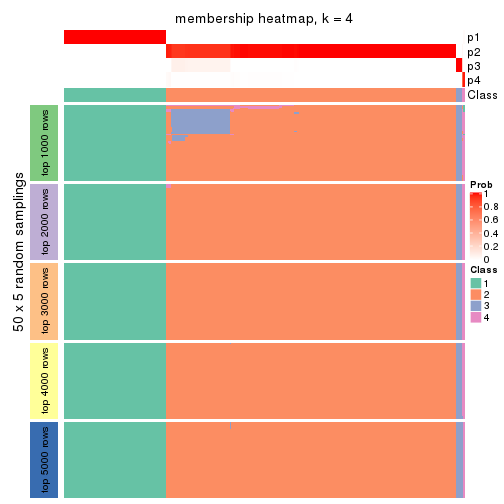 membership heatmap, k = 4
p1
p2
p3
p4
Class
50 x 5 random samplings
top 1000 rows
top 2000 rows
top 3000 rows
top 4000 rows
top 5000 rows
Prob
1
0.8
0.6
0.4
0.2
0
Class
1
2
3
4